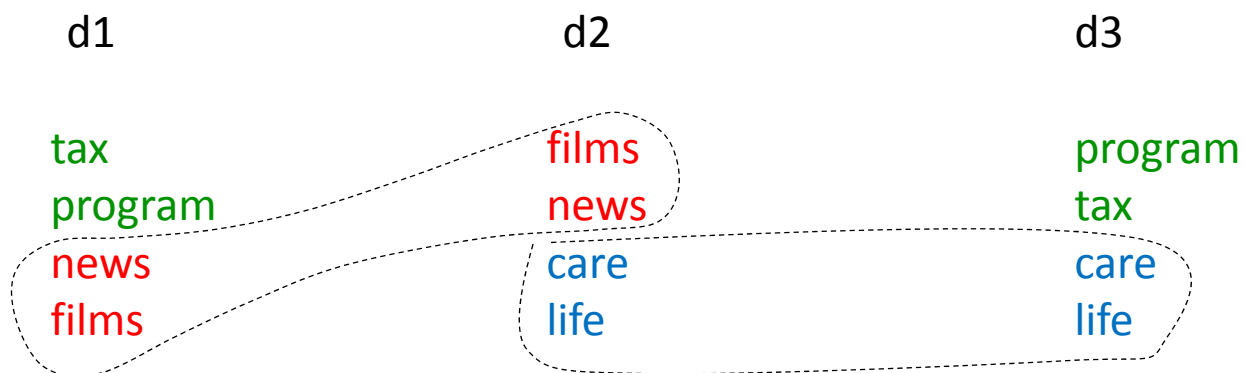 d1 d2 d3
tax films program
program news tax
news care care
films life life